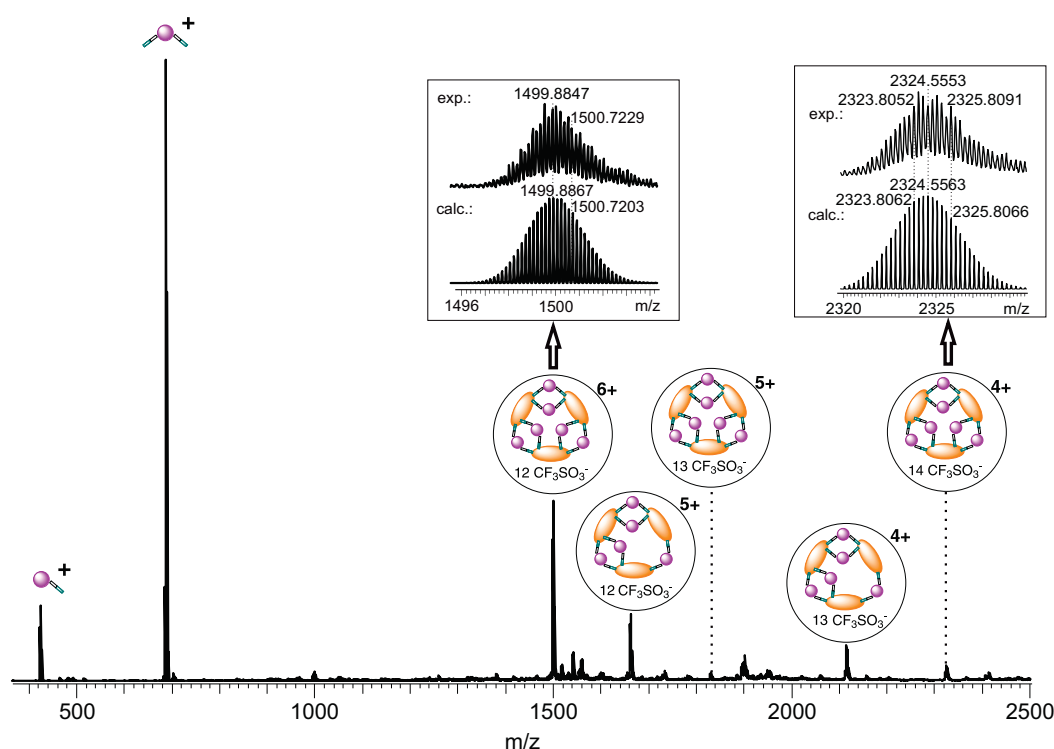 +
+
exp.:
1499.8847
1500.7229
1499.8867
calc.:
1500.7203
1496
1500
m/z
2324.5553
2323.8052
2325.8091
exp.:
2324.5563
2323.8062
calc.:
2325.8066
2320
2325
m/z
6+
12 CF₃SO₃⁻
5+
13 CF₃SO₃⁻
4+
14 CF₃SO₃⁻
5+
12 CF₃SO₃⁻
4+
13 CF₃SO₃⁻
500
1000
1500
2000
2500
m/z